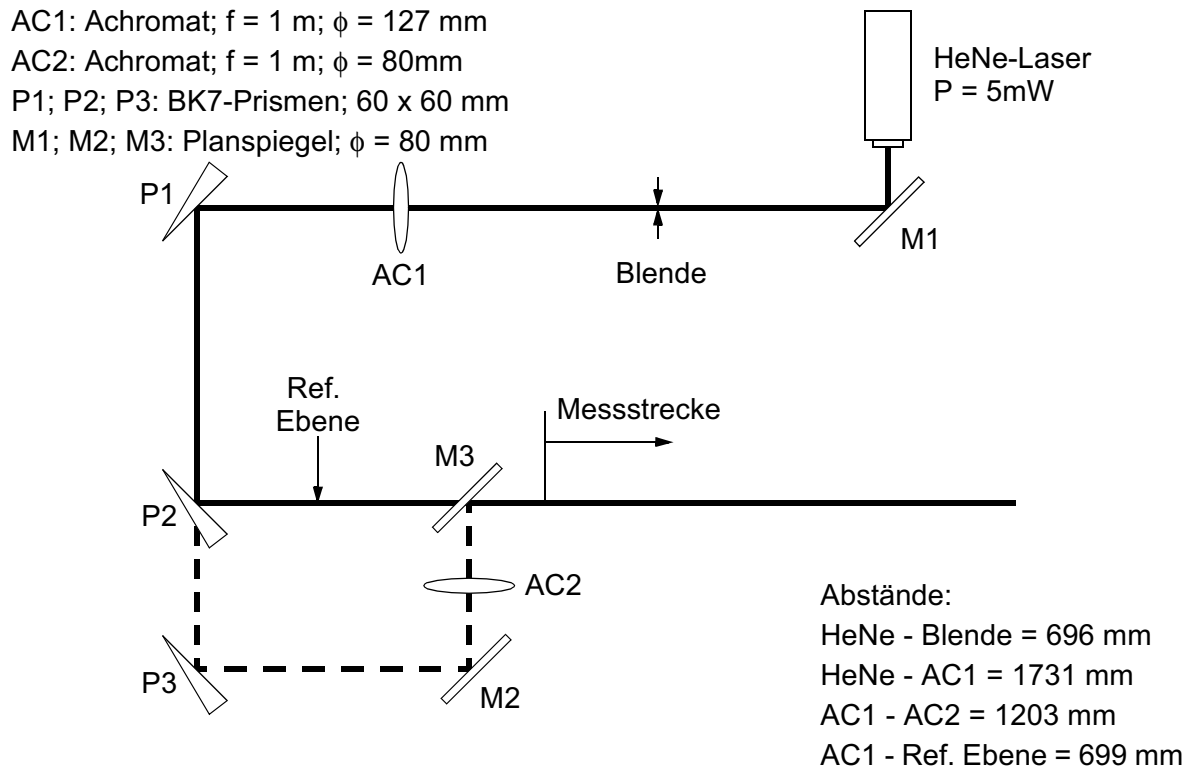 AC1: Achromat; f = 1 m; ϕ = 127 mm
AC2: Achromat; f = 1 m; ϕ = 80mm
P1; P2; P3: BK7-Prismen; 60 x 60 mm
M1; M2; M3: Planspiegel; ϕ = 80 mm
HeNe-Laser
P = 5mW
P1
AC1
Blende
M1
Ref.
Ebene
Messstrecke
M3
P2
AC2
P3
M2
Abstände:
HeNe - Blende = 696 mm
HeNe - AC1 = 1731 mm
AC1 - AC2 = 1203 mm
AC1 - Ref. Ebene = 699 mm